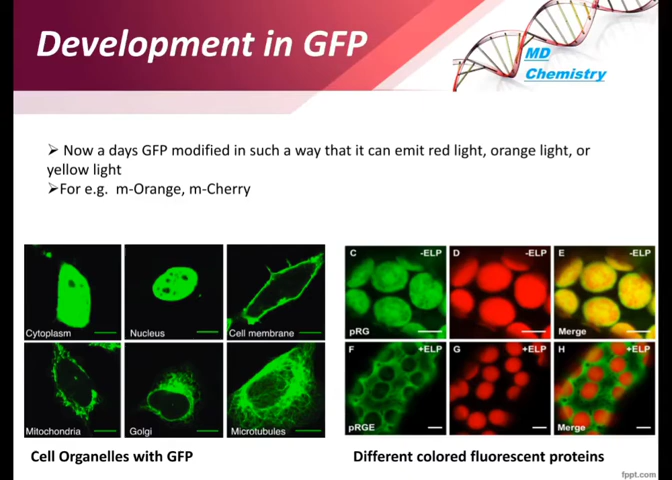 Development in GFP
MD
Chemistry
➢ Now a days GFP modified in such a way that it can emit red light, orange light, or
yellow light
➢For e.g. m-Orange, m-Cherry
Cytoplasm
Nucleus
Cell membrane
Mitochondria
Golgi
Microtubules
C -ELP
pRG
D -ELP
E -ELP
Merge
F +ELP
pRGE
G +ELP
H +ELP
Merge
Cell Organelles with GFP
Different colored fluorescent proteins
fppt.com